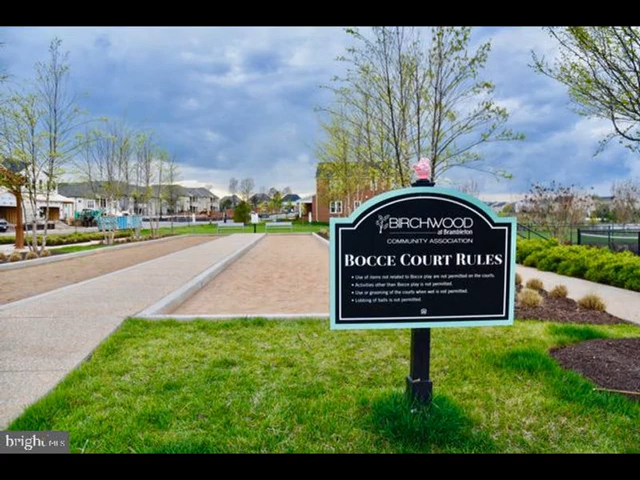 BIRCHWOOD
at Brambleton
COMMUNITY ASSOCIATION
BOCCE COURT RULES
• Use of items not related to Bocce play are not permitted on the courts.
• Activities other than Bocce play is not permitted.
• Use or grooming of the courts when wet is not permitted.
• Lobbing of balls is not permitted.
bright MLS